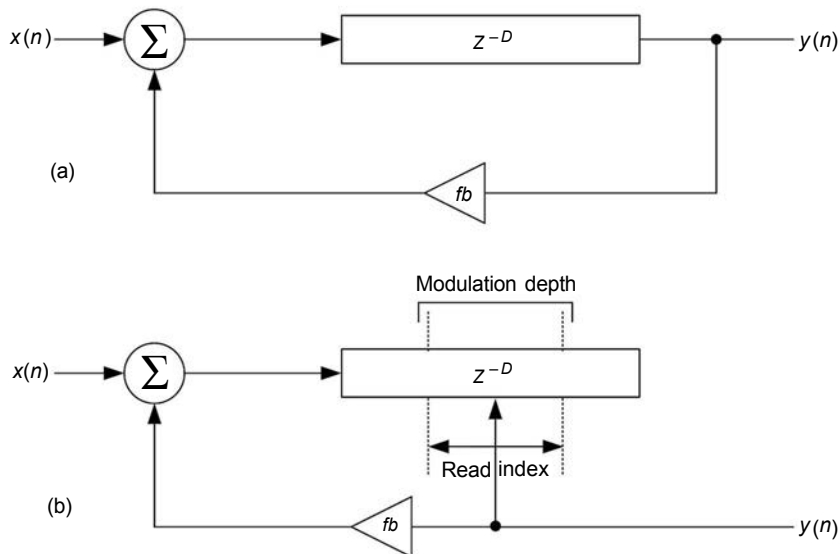 x(n)
Σ
z⁻ᴰ
y(n)
fb
(a)
Modulation depth
x(n)
Σ
z⁻ᴰ
Read index
fb
(b)
y(n)